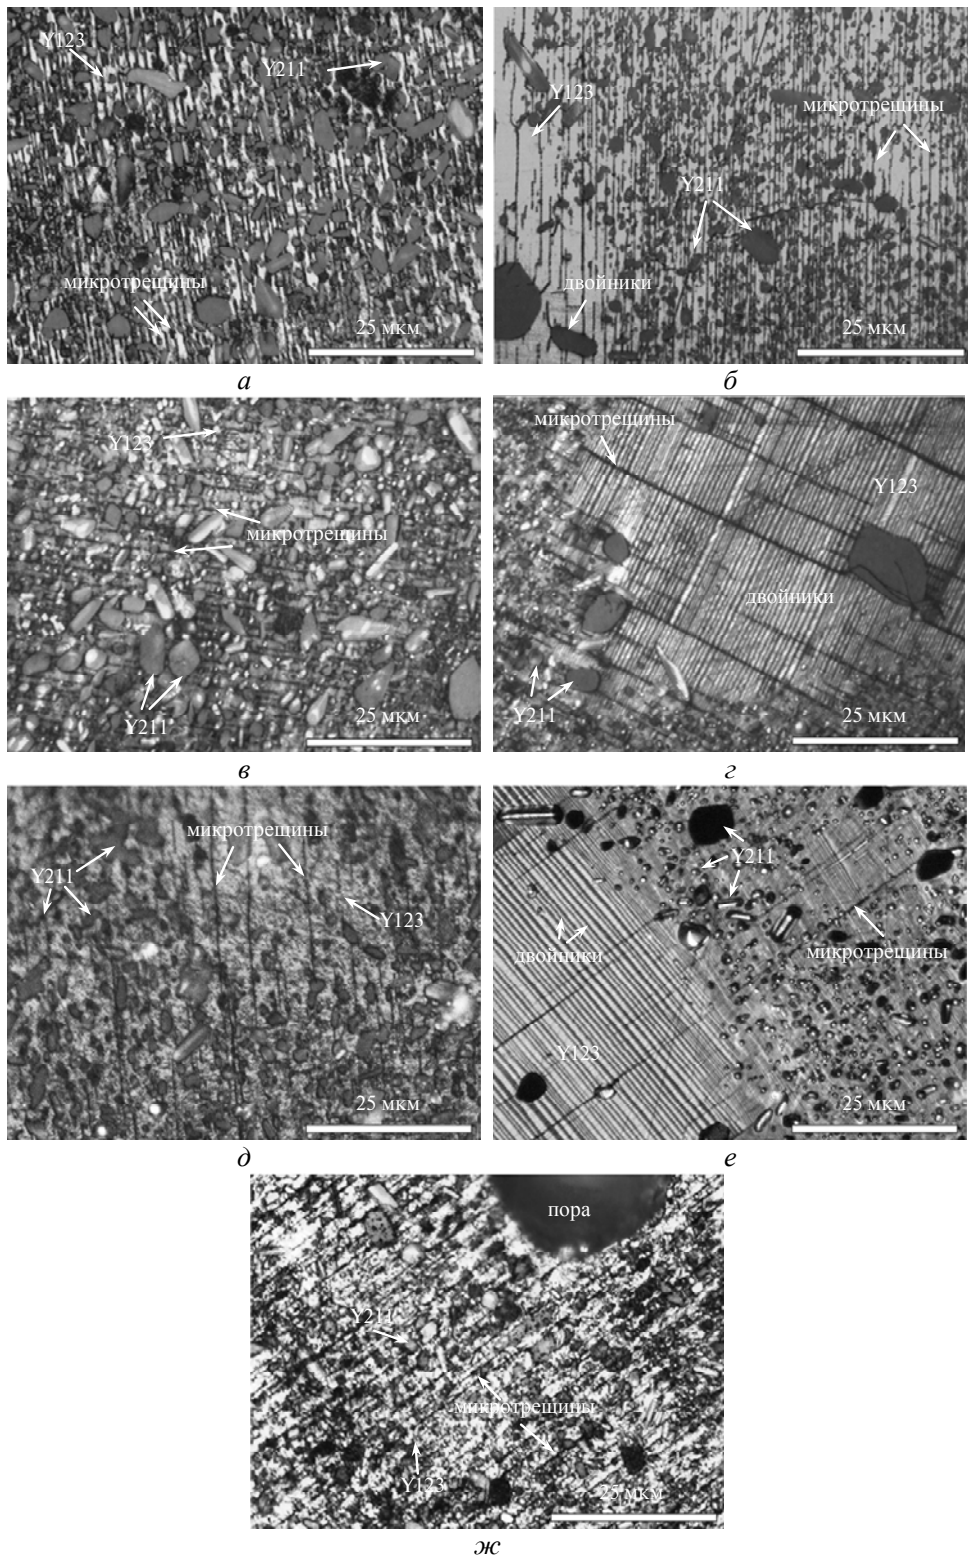 Y123
Y211
микротрещины
25 мкм
а
Y123
микротрещины
Y211
двойники
25 мкм
б
Y123
микротрещины
Y211
25 мкм
в
микротрещины
Y123
двойники
Y211
25 мкм
г
микротрещины
Y211
Y123
25 мкм
д
Y211
двойники
микротрещины
Y123
25 мкм
е
пора
Y211
микротрещины
Y123
25 мкм
ж